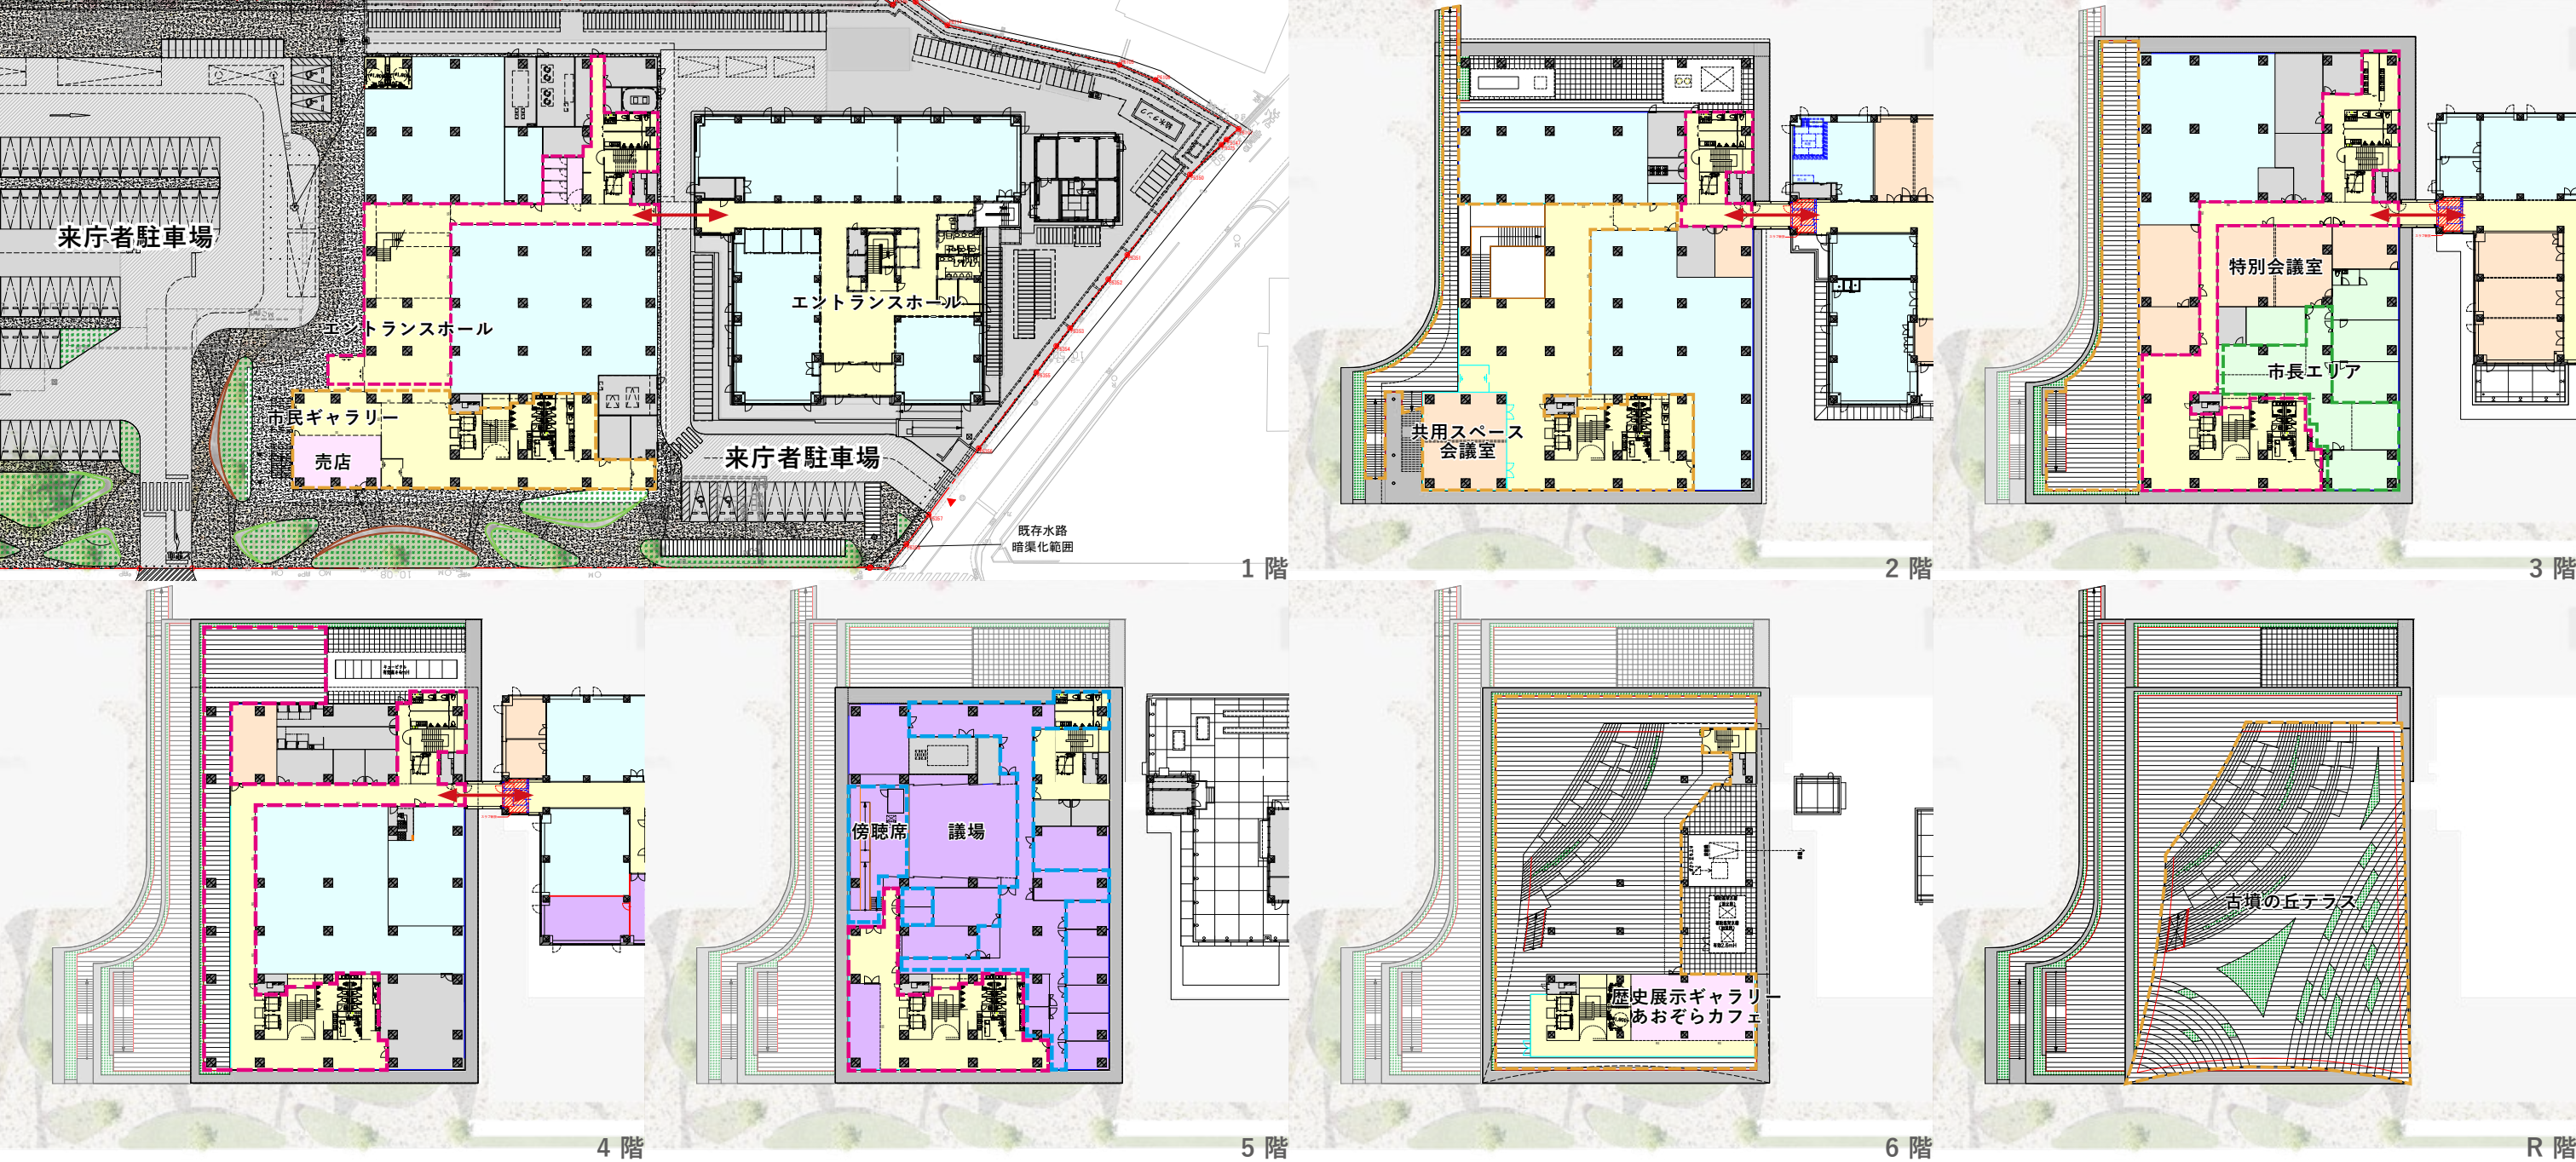 来庁者駐車場
エントランスホール
市民ギャラリー
売店
エントランスホール
来庁者駐車場
既存水路
暗渠化範囲
1 階
共用スペース
会議室
2 階
特別会議室
市長エリア
3 階
4 階
傍聴席
議場
5 階
歴史展示ギャラリー
あおぞらカフェ
6 階
古墳の丘テラス
R 階